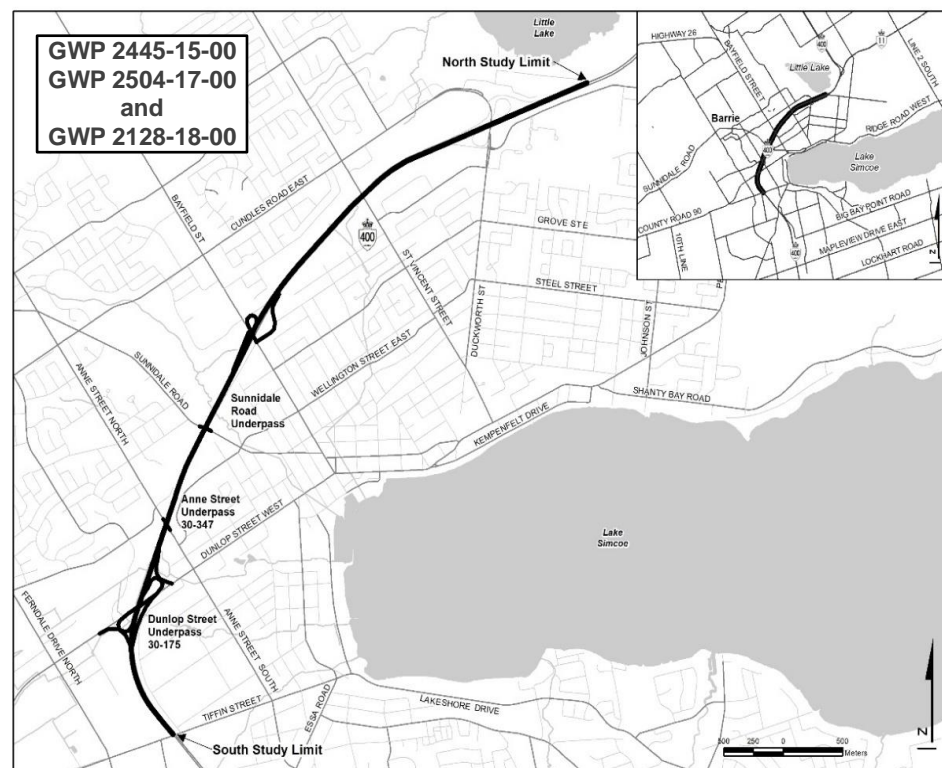 GWP 2445-15-00
GWP 2504-17-00
and
GWP 2128-18-00
Little
Lake
North Study Limit
BAYFIELD ST
CUNDLES ROAD EAST
400
ST VINCENT STREET
GROVE ST E
STEEL STREET
DUCKWORTH ST
JOHNSON ST
WELLINGTON STREET EAST
SUNNIDALE ROAD
ANNE STREET NORTH
Sunnidale
Road
Underpass
SHANTY BAY ROAD
KEMPENFELT DRIVE
Anne Street
Underpass
30-347
DUNLOP STREET WEST
Lake
Simcoe
FERNDALE DRIVE NORTH
Dunlop Street
Underpass
30-175
ANNE STREET SOUTH
TIFFIN STREET
ESSA ROAD
LAKESHORE DRIVE
South Study Limit
500 250 0 500
Meters
N
HIGHWAY 26
BAYFIELD STREET
400
11
LINE 2 SOUTH
Little Lake
Barrie
RIDGE ROAD WEST
400
SUNNIDALE ROAD
Lake
Simcoe
COUNTY ROAD 90
BIG BAY POINT ROAD
10TH LINE
MAPLEVIEW DRIVE EAST
400
LOCKHART ROAD
N